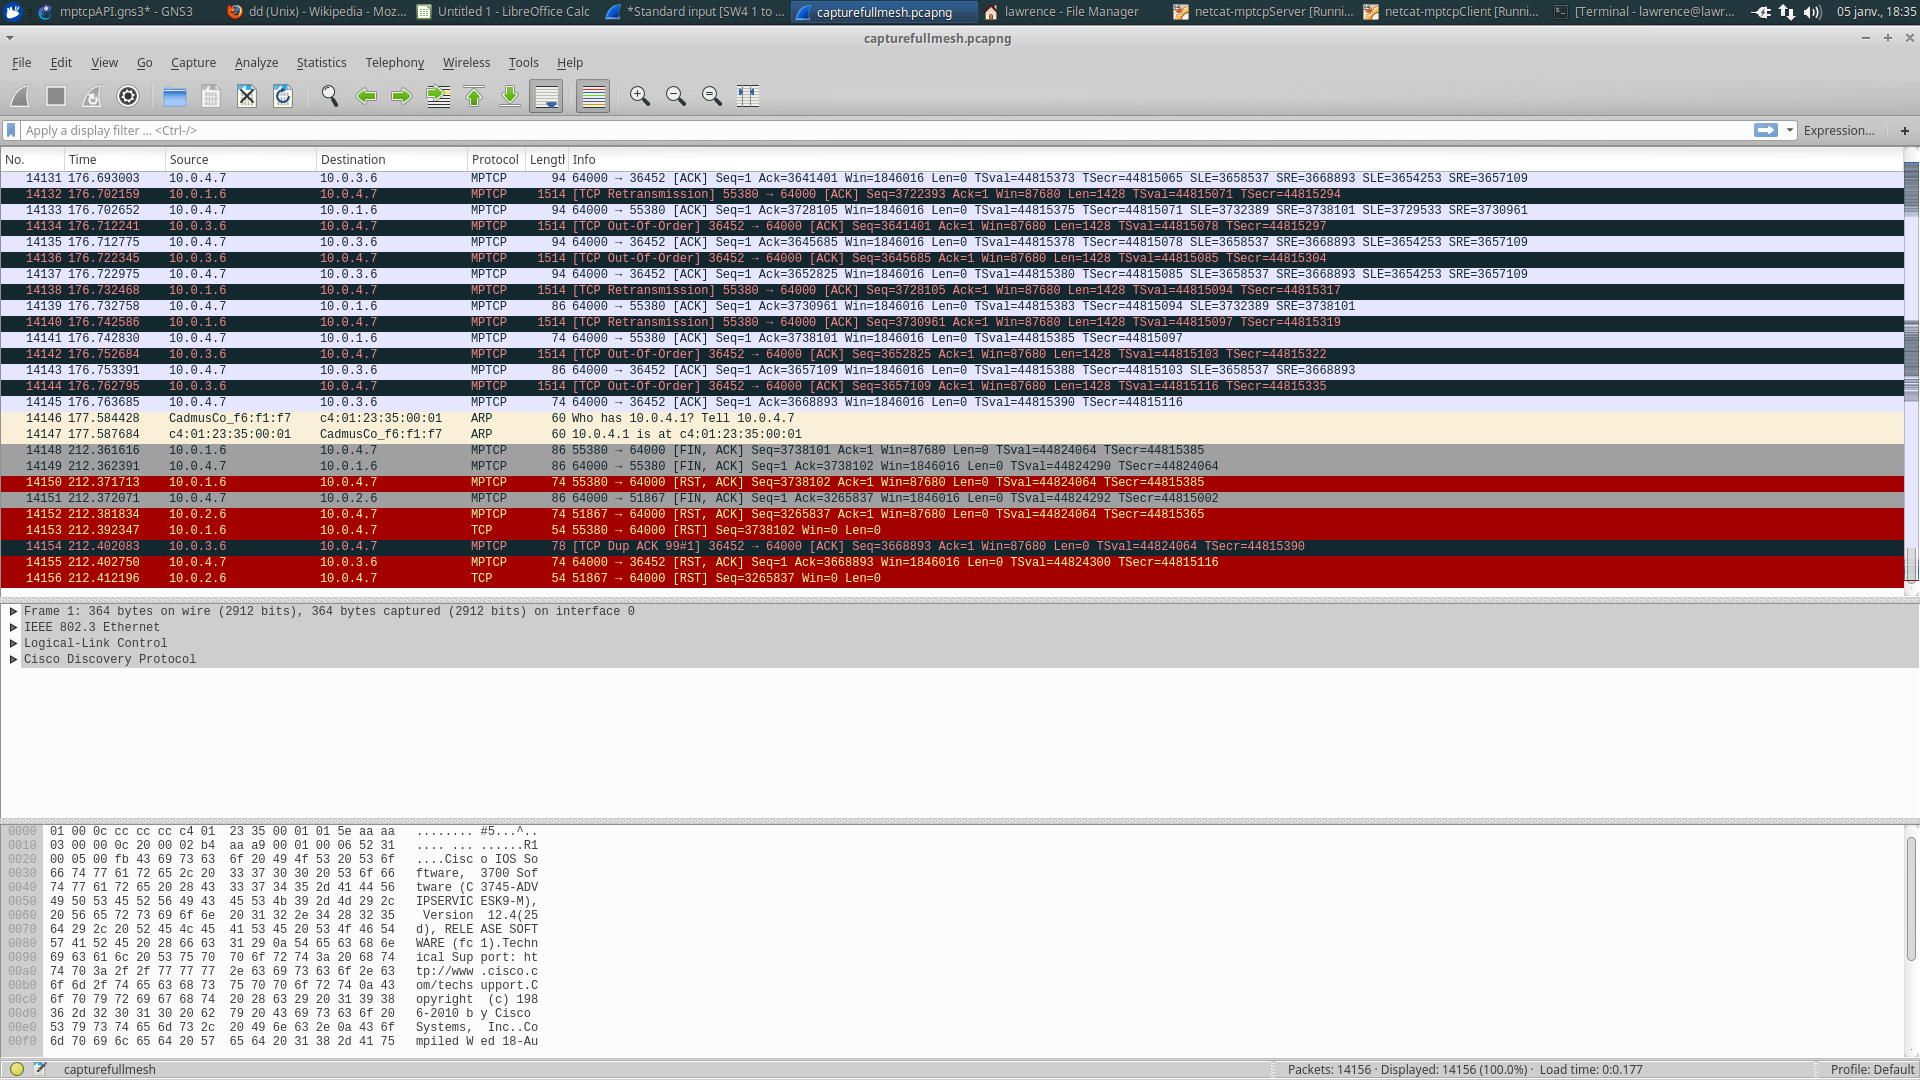 mptcpAPI.gns3* - GNS3
dd (Unix) - Wikipedia - Moz...
Untitled 1 - LibreOffice Calc
*Standard input [SW4 1 to ...
capturefullmesh.pcapng
lawrence - File Manager
netcat-mptcpServer [Runni...
netcat-mptcpClient [Runni...
[Terminal - lawrence@lawr...
05 janv., 18:35
capturefullmesh.pcapng
File Edit View Go Capture Analyze Statistics Telephony Wireless Tools Help
Apply a display filter ... <Ctrl-/>
Expression... +
No. Time Source Destination Protocol Length Info
14131 176.693003 10.0.4.7 10.0.3.6 MPTCP 94 64000 → 36452 [ACK] Seq=1 Ack=3641401 Win=1846016 Len=0 TSval=44815373 TSecr=44815065 SLE=3658537 SRE=3668893 SLE=3654253 SRE=3657109
14132 176.702159 10.0.1.6 10.0.4.7 MPTCP 1514 [TCP Retransmission] 55380 → 64000 [ACK] Seq=3722393 Ack=1 Win=87680 Len=1428 TSval=44815071 TSecr=44815294
14133 176.702652 10.0.4.7 10.0.1.6 MPTCP 94 64000 → 55380 [ACK] Seq=1 Ack=3728105 Win=1846016 Len=0 TSval=44815375 TSecr=44815071 SLE=3732389 SRE=3738101 SLE=3729533 SRE=3730961
14134 176.712241 10.0.3.6 10.0.4.7 MPTCP 1514 [TCP Out-Of-Order] 36452 → 64000 [ACK] Seq=3641401 Ack=1 Win=87680 Len=1428 TSval=44815078 TSecr=44815297
14135 176.712775 10.0.4.7 10.0.3.6 MPTCP 94 64000 → 36452 [ACK] Seq=1 Ack=3645685 Win=1846016 Len=0 TSval=44815378 TSecr=44815078 SLE=3658537 SRE=3668893 SLE=3654253 SRE=3657109
14136 176.722345 10.0.3.6 10.0.4.7 MPTCP 1514 [TCP Out-Of-Order] 36452 → 64000 [ACK] Seq=3645685 Ack=1 Win=87680 Len=1428 TSval=44815085 TSecr=44815304
14137 176.722975 10.0.4.7 10.0.3.6 MPTCP 94 64000 → 36452 [ACK] Seq=1 Ack=3652825 Win=1846016 Len=0 TSval=44815380 TSecr=44815085 SLE=3658537 SRE=3668893 SLE=3654253 SRE=3657109
14138 176.732468 10.0.1.6 10.0.4.7 MPTCP 1514 [TCP Retransmission] 55380 → 64000 [ACK] Seq=3728105 Ack=1 Win=87680 Len=1428 TSval=44815094 TSecr=44815317
14139 176.732758 10.0.4.7 10.0.1.6 MPTCP 86 64000 → 55380 [ACK] Seq=1 Ack=3730961 Win=1846016 Len=0 TSval=44815383 TSecr=44815094 SLE=3732389 SRE=3738101
14140 176.742586 10.0.1.6 10.0.4.7 MPTCP 1514 [TCP Retransmission] 55380 → 64000 [ACK] Seq=3730961 Ack=1 Win=87680 Len=1428 TSval=44815097 TSecr=44815319
14141 176.742830 10.0.4.7 10.0.1.6 MPTCP 74 64000 → 55380 [ACK] Seq=1 Ack=3738101 Win=1846016 Len=0 TSval=44815385 TSecr=44815097
14142 176.752684 10.0.3.6 10.0.4.7 MPTCP 1514 [TCP Out-Of-Order] 36452 → 64000 [ACK] Seq=3652825 Ack=1 Win=87680 Len=1428 TSval=44815103 TSecr=44815322
14143 176.753391 10.0.4.7 10.0.3.6 MPTCP 86 64000 → 36452 [ACK] Seq=1 Ack=3657109 Win=1846016 Len=0 TSval=44815388 TSecr=44815103 SLE=3658537 SRE=3668893
14144 176.762795 10.0.3.6 10.0.4.7 MPTCP 1514 [TCP Out-Of-Order] 36452 → 64000 [ACK] Seq=3657109 Ack=1 Win=87680 Len=1428 TSval=44815116 TSecr=44815335
14145 176.763685 10.0.4.7 10.0.3.6 MPTCP 74 64000 → 36452 [ACK] Seq=1 Ack=3668893 Win=1846016 Len=0 TSval=44815390 TSecr=44815116
14146 177.584428 CadmusCo_f6:f1:f7 c4:01:23:35:00:01 ARP 60 Who has 10.0.4.1? Tell 10.0.4.7
14147 177.587684 c4:01:23:35:00:01 CadmusCo_f6:f1:f7 ARP 60 10.0.4.1 is at c4:01:23:35:00:01
14148 212.361616 10.0.1.6 10.0.4.7 MPTCP 86 55380 → 64000 [FIN, ACK] Seq=3738101 Ack=1 Win=87680 Len=0 TSval=44824064 TSecr=44815385
14149 212.362391 10.0.4.7 10.0.1.6 MPTCP 86 64000 → 55380 [FIN, ACK] Seq=1 Ack=3738102 Win=1846016 Len=0 TSval=44824290 TSecr=44824064
14150 212.371713 10.0.1.6 10.0.4.7 MPTCP 74 55380 → 64000 [RST, ACK] Seq=3738102 Ack=1 Win=87680 Len=0 TSval=44824064 TSecr=44815385
14151 212.372071 10.0.4.7 10.0.2.6 MPTCP 86 64000 → 51867 [FIN, ACK] Seq=1 Ack=3265837 Win=1846016 Len=0 TSval=44824292 TSecr=44815002
14152 212.381834 10.0.2.6 10.0.4.7 MPTCP 74 51867 → 64000 [RST, ACK] Seq=3265837 Ack=1 Win=87680 Len=0 TSval=44824064 TSecr=44815365
14153 212.392347 10.0.1.6 10.0.4.7 TCP 54 55380 → 64000 [RST] Seq=3738102 Win=0 Len=0
14154 212.402083 10.0.3.6 10.0.4.7 MPTCP 78 [TCP Dup ACK 99#1] 36452 → 64000 [ACK] Seq=3668893 Ack=1 Win=87680 Len=0 TSval=44824064 TSecr=44815390
14155 212.402750 10.0.4.7 10.0.3.6 MPTCP 74 64000 → 36452 [RST, ACK] Seq=1 Ack=3668893 Win=1846016 Len=0 TSval=44824300 TSecr=44815116
14156 212.412196 10.0.2.6 10.0.4.7 TCP 54 51867 → 64000 [RST] Seq=3265837 Win=0 Len=0
Frame 1: 364 bytes on wire (2912 bits), 364 bytes captured (2912 bits) on interface 0
IEEE 802.3 Ethernet
Logical-Link Control
Cisco Discovery Protocol
0000 01 00 0c cc cc cc c4 01 23 35 00 01 01 5e aa aa ........ #5...^..
0010 03 00 00 0c 20 00 02 b4 aa a9 00 01 00 06 52 31 .... ... ......R1
0020 00 05 00 fb 43 69 73 63 6f 20 49 4f 53 20 53 6f ....Cisc o IOS So
0030 66 74 77 61 72 65 2c 20 33 37 30 30 20 53 6f 66 ftware, 3700 Sof
0040 74 77 61 72 65 20 28 43 33 37 34 35 2d 41 44 56 tware (C 3745-ADV
0050 49 50 53 45 52 56 49 43 45 53 4b 39 2d 4d 29 2c IPSERVIC ESK9-M),
0060 20 56 65 72 73 69 6f 6e 20 31 32 2e 34 28 32 35 Version 12.4(25
0070 64 29 2c 20 52 45 4c 45 41 53 45 20 53 4f 46 54 d), RELE ASE SOFT
0080 57 41 52 45 20 28 66 63 31 29 0a 54 65 63 68 6e WARE (fc 1).Techn
0090 69 63 61 6c 20 53 75 70 70 6f 72 74 3a 20 68 74 ical Sup port: ht
00a0 74 70 3a 2f 2f 77 77 77 2e 63 69 73 63 6f 2e 63 tp://www .cisco.c
00b0 6f 6d 2f 74 65 63 68 73 75 70 70 6f 72 74 0a 43 om/techs upport.C
00c0 6f 70 79 72 69 67 68 74 20 28 63 29 20 31 39 38 opyright (c) 198
00d0 36 2d 32 30 31 30 20 62 79 20 43 69 73 63 6f 20 6-2010 b y Cisco
00e0 53 79 73 74 65 6d 73 2c 20 49 6e 63 2e 0a 43 6f Systems, Inc..Co
00f0 6d 70 69 6c 65 64 20 57 65 64 20 31 38 2d 41 75 mpiled W ed 18-Au
capturefullmesh
Packets: 14156 · Displayed: 14156 (100.0%) · Load time: 0:0.177
Profile: Default